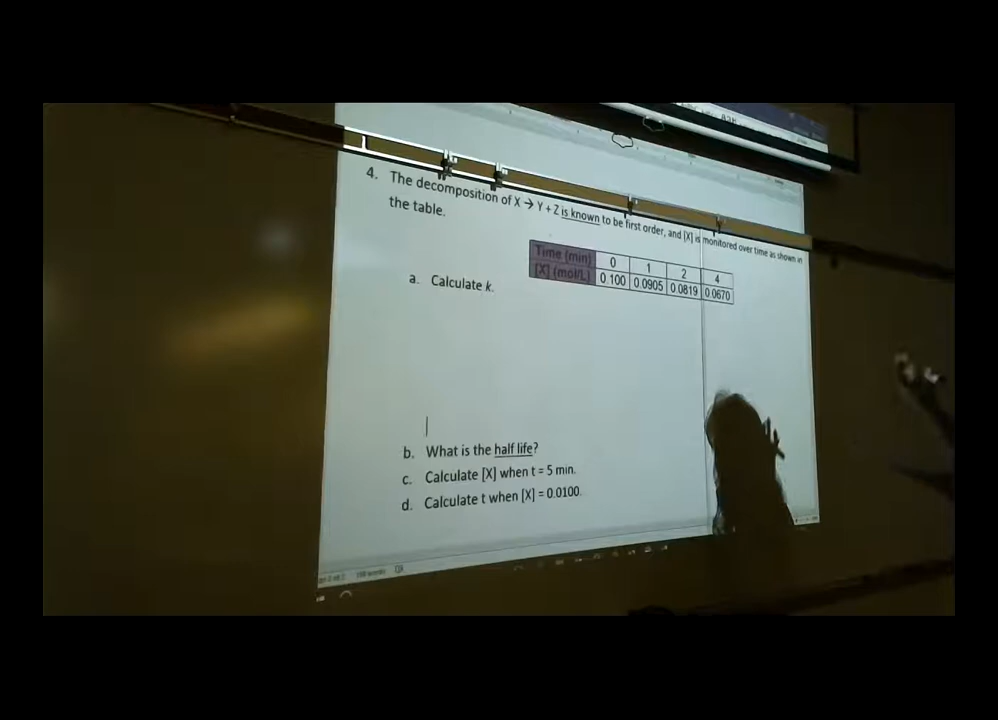 4. The decomposition of X → Y + Z is known to be first order, and [X] is monitored over time as shown in
the table.
Time (min) 0 1 2 4
[X] (mol/L) 0.100 0.0905 0.0819 0.0670
a. Calculate k.
b. What is the half life?
c. Calculate [X] when t = 5 min.
d. Calculate t when [X] = 0.0100.